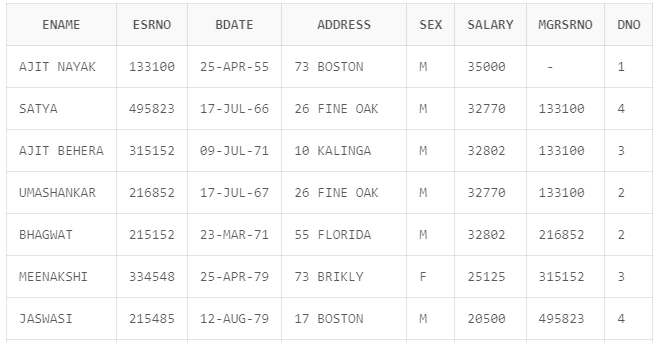 ENAME ESRNO BDATE ADDRESS SEX SALARY MGRSRNO DNO
AJIT NAYAK 133100 25-APR-55 73 BOSTON M 35000 - 1
SATYA 495823 17-JUL-66 26 FINE OAK M 32770 133100 4
AJIT BEHERA 315152 09-JUL-71 10 KALINGA M 32802 133100 3
UMASHANKAR 216852 17-JUL-67 26 FINE OAK M 32770 133100 2
BHAGWAT 215152 23-MAR-71 55 FLORIDA M 32802 216852 2
MEENAKSHI 334548 25-APR-79 73 BRIKLY F 25125 315152 3
JASWASI 215485 12-AUG-79 17 BOSTON M 20500 495823 4